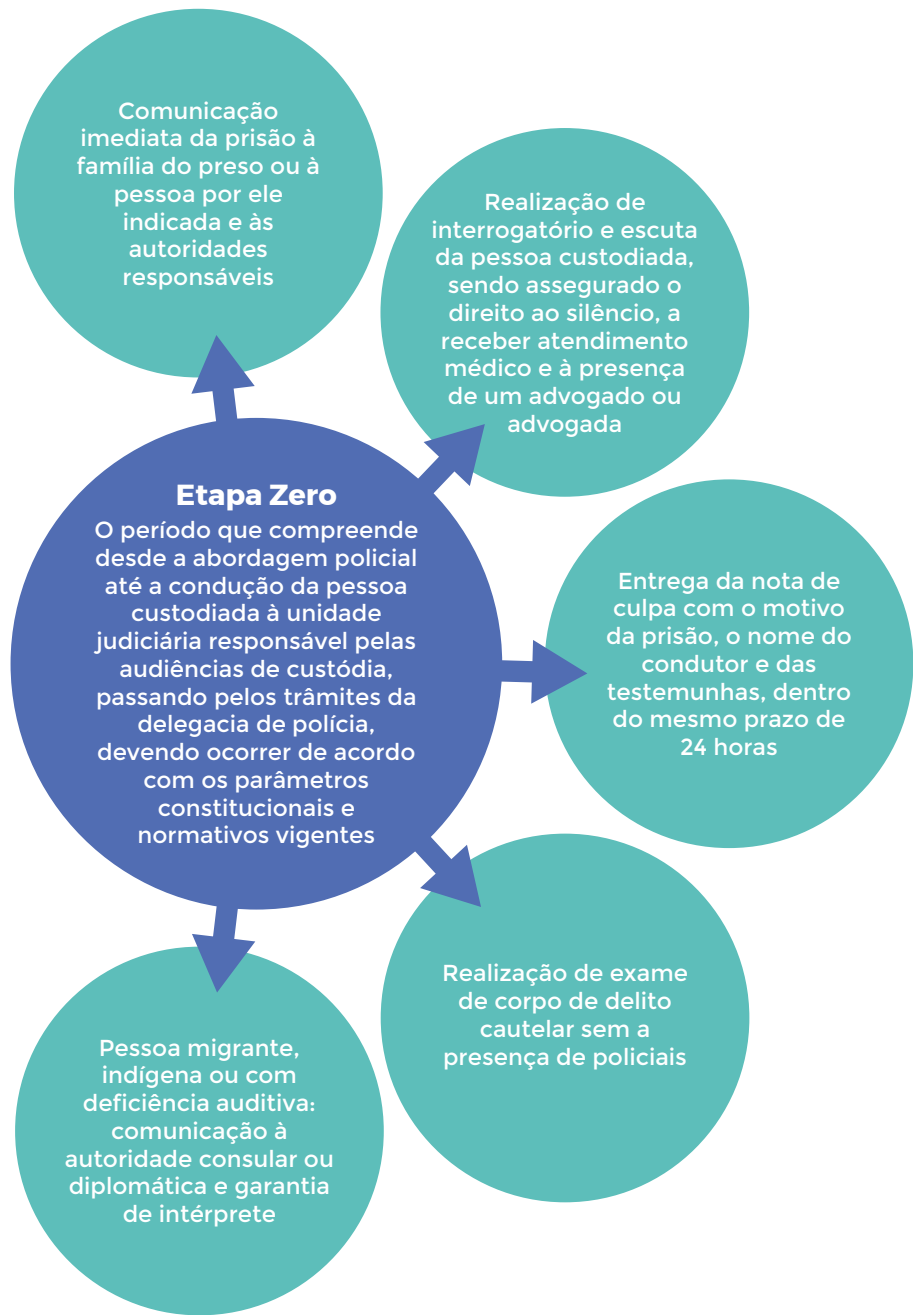 Comunicação
imediata da prisão à
família do preso ou à
pessoa por ele
indicada e às
autoridades
responsáveis
Realização de
interrogatório e escuta
da pessoa custodiada,
sendo assegurado o
direito ao silêncio, a
receber atendimento
médico e à presença
de um advogado ou
advogada
Etapa Zero
O período que compreende
desde a abordagem policial
até a condução da pessoa
custodiada à unidade
judiciária responsável pelas
audiências de custódia,
passando pelos trâmites da
delegacia de polícia,
devendo ocorrer de acordo
com os parâmetros
constitucionais e
normativos vigentes
Entrega da nota de
culpa com o motivo
da prisão, o nome do
condutor e das
testemunhas, dentro
do mesmo prazo de
24 horas
Realização de exame
de corpo de delito
cautelar sem a
presença de policiais
Pessoa migrante,
indígena ou com
deficiência auditiva:
comunicação à
autoridade consular ou
diplomática e garantia
de intérprete